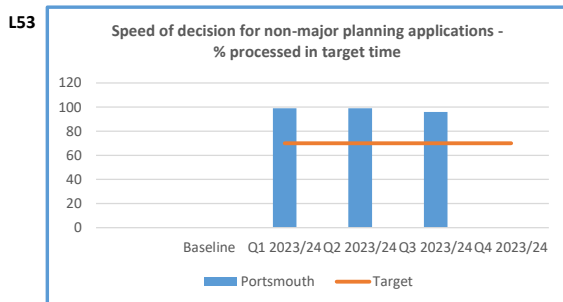 L53
Speed of decision for non-major planning applications -
% processed in target time
120
100
80
60
40
20
0
Baseline Q1 2023/24 Q2 2023/24 Q3 2023/24 Q4 2023/24
Portsmouth Target